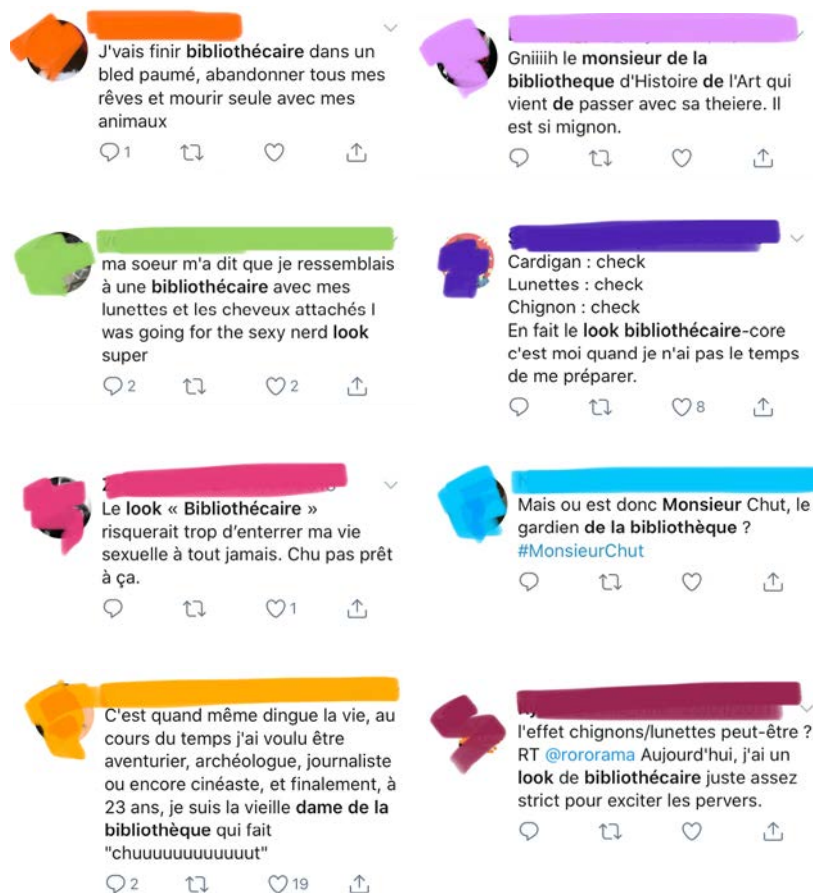 J'vais finir bibliothécaire dans un
bled paumé, abandonner tous mes
rêves et mourir seule avec mes
animaux
1
Gniiiih le monsieur de la
bibliotheque d'Histoire de l'Art qui
vient de passer avec sa theiere. Il
est si mignon.
ma soeur m'a dit que je ressemblais
à une bibliothécaire avec mes
lunettes et les cheveux attachés I
was going for the sexy nerd look
super
2 2
Cardigan : check
Lunettes : check
Chignon : check
En fait le look bibliothécaire-core
c'est moi quand je n'ai pas le temps
de me préparer.
8
Le look « Bibliothécaire »
risquerait trop d'enterrer ma vie
sexuelle à tout jamais. Chu pas prêt
à ça.
1
Mais ou est donc Monsieur Chut, le
gardien de la bibliothèque ?
#MonsieurChut
C'est quand même dingue la vie, au
cours du temps j'ai voulu être
aventurier, archéologue, journaliste
ou encore cinéaste, et finalement, à
23 ans, je suis la vieille dame de la
bibliothèque qui fait
"chuuuuuuuuuuuut"
2 19
l'effet chignons/lunettes peut-être ?
RT @rororama Aujourd'hui, j'ai un
look de bibliothécaire juste assez
strict pour exciter les pervers.